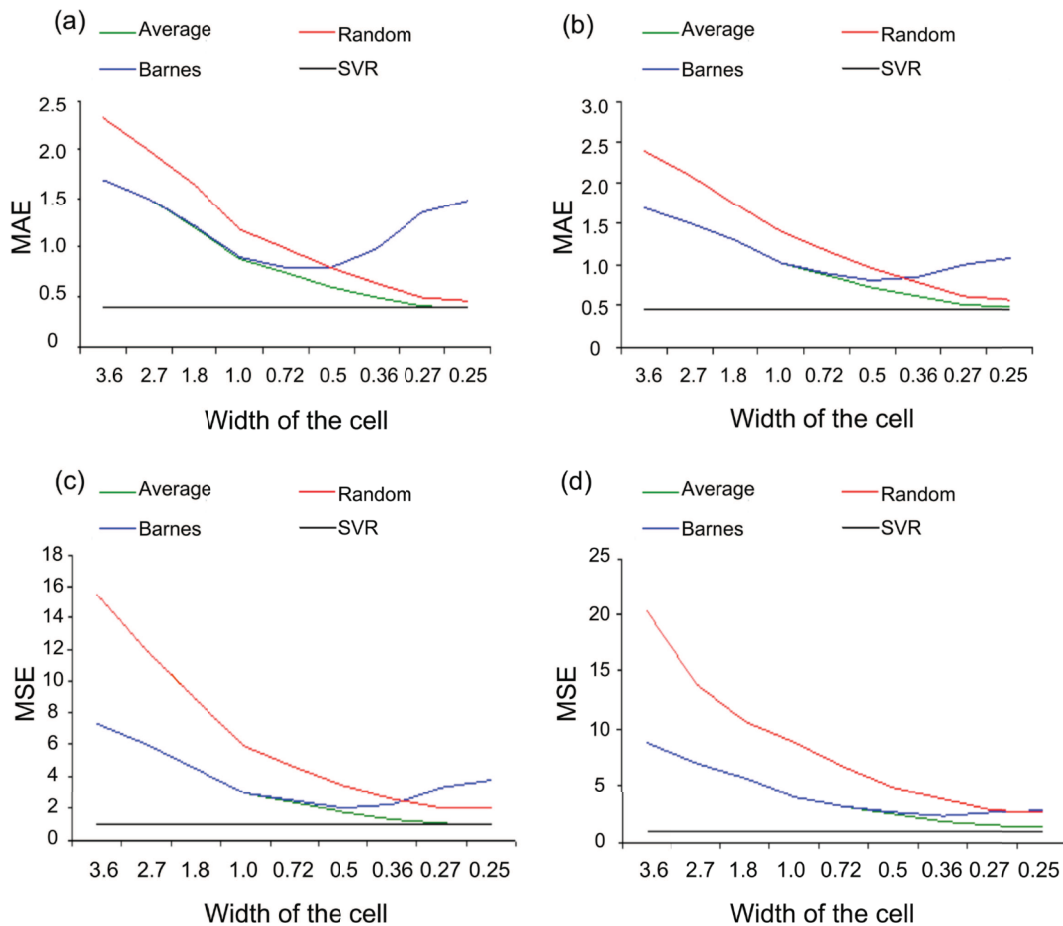 (a)
Average
Random
Barnes
SVR
2.5
2.0
1.5
1.0
0.5
0
MAE
3.6 2.7 1.8 1.0 0.72 0.5 0.36 0.27 0.25
Width of the cell
(b)
Average
Random
Barnes
SVR
3.0
2.5
2.0
1.5
1.0
0.5
0
MAE
3.6 2.7 1.8 1.0 0.72 0.5 0.36 0.27 0.25
Width of the cell
(c)
Average
Random
Barnes
SVR
18
16
14
12
10
8
6
4
2
0
MSE
3.6 2.7 1.8 1.0 0.72 0.5 0.36 0.27 0.25
Width of the cell
(d)
Average
Random
Barnes
SVR
25
20
15
10
5
0
MSE
3.6 2.7 1.8 1.0 0.72 0.5 0.36 0.27 0.25
Width of the cell